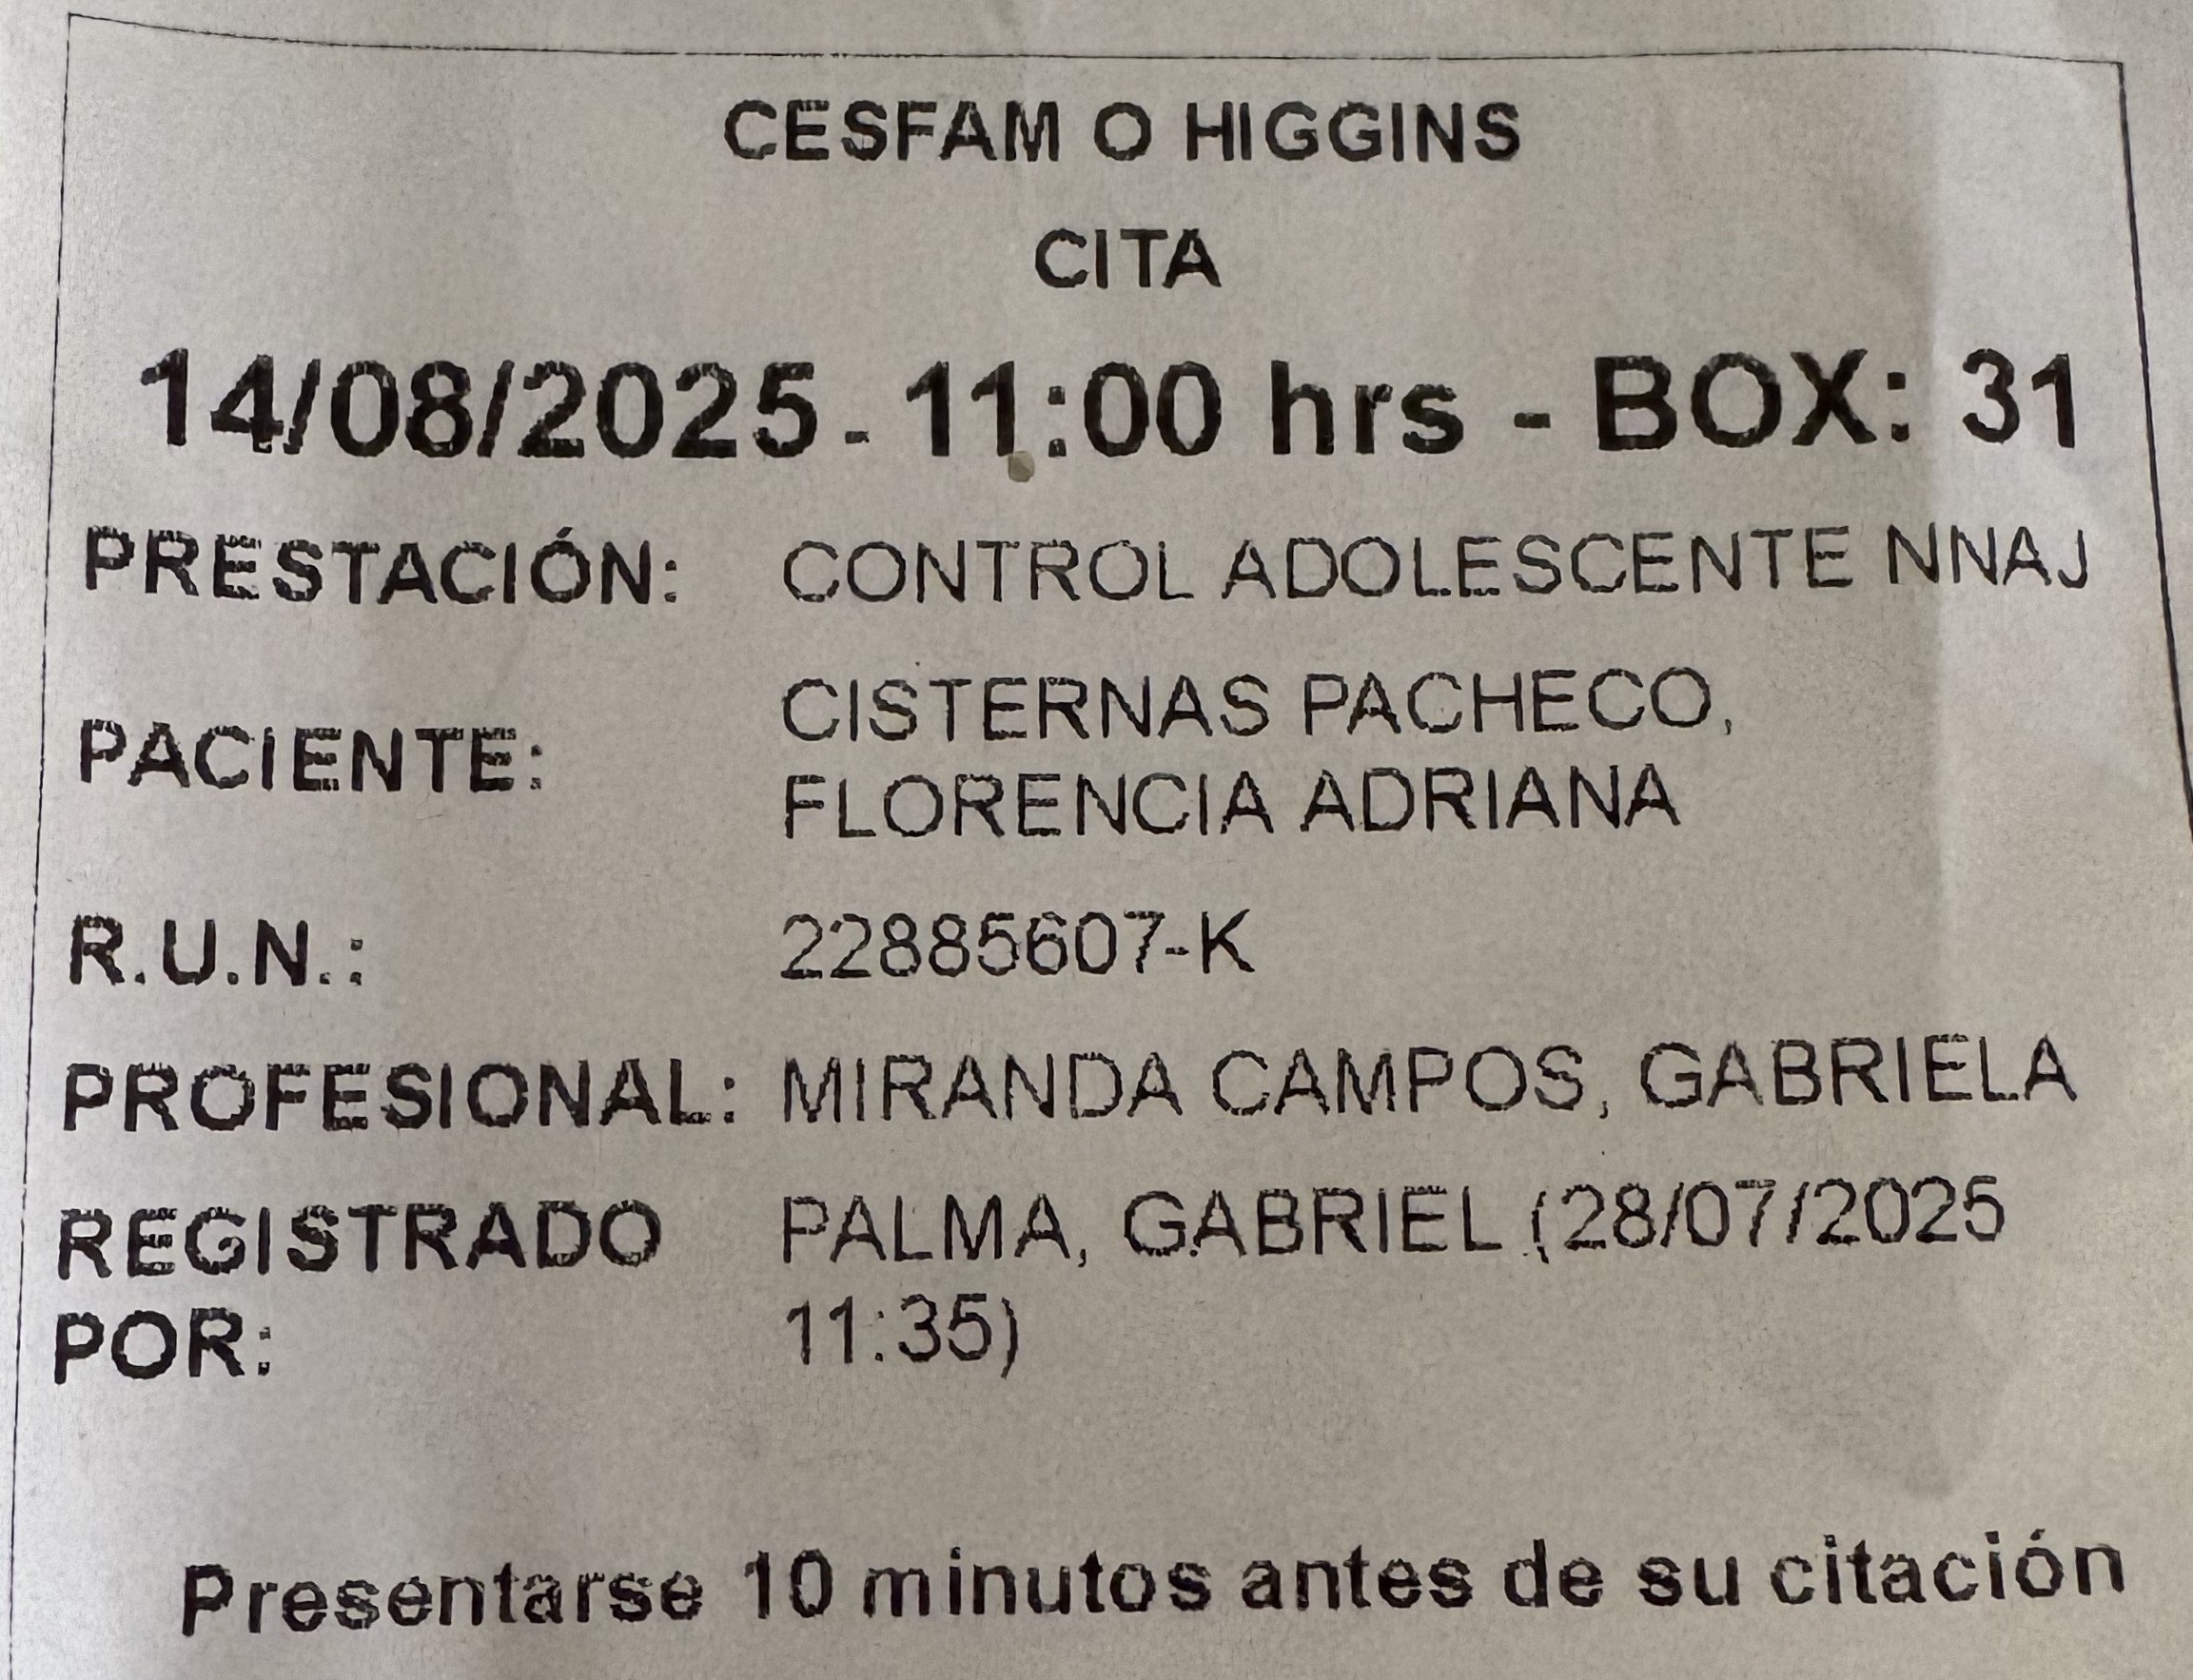 CESFAM O HIGGINS
CITA
14/08/2025 - 11:00 hrs - BOX: 31
PRESTACIÓN: CONTROL ADOLESCENTE NNAJ
PACIENTE: CISTERNAS PACHECO,
FLORENCIA ADRIANA
R.U.N.: 22885607-K
PROFESIONAL: MIRANDA CAMPOS, GABRIELA
REGISTRADO PALMA, GABRIEL (28/07/2025
POR: 11:35)
Presentarse 10 minutos antes de su citación